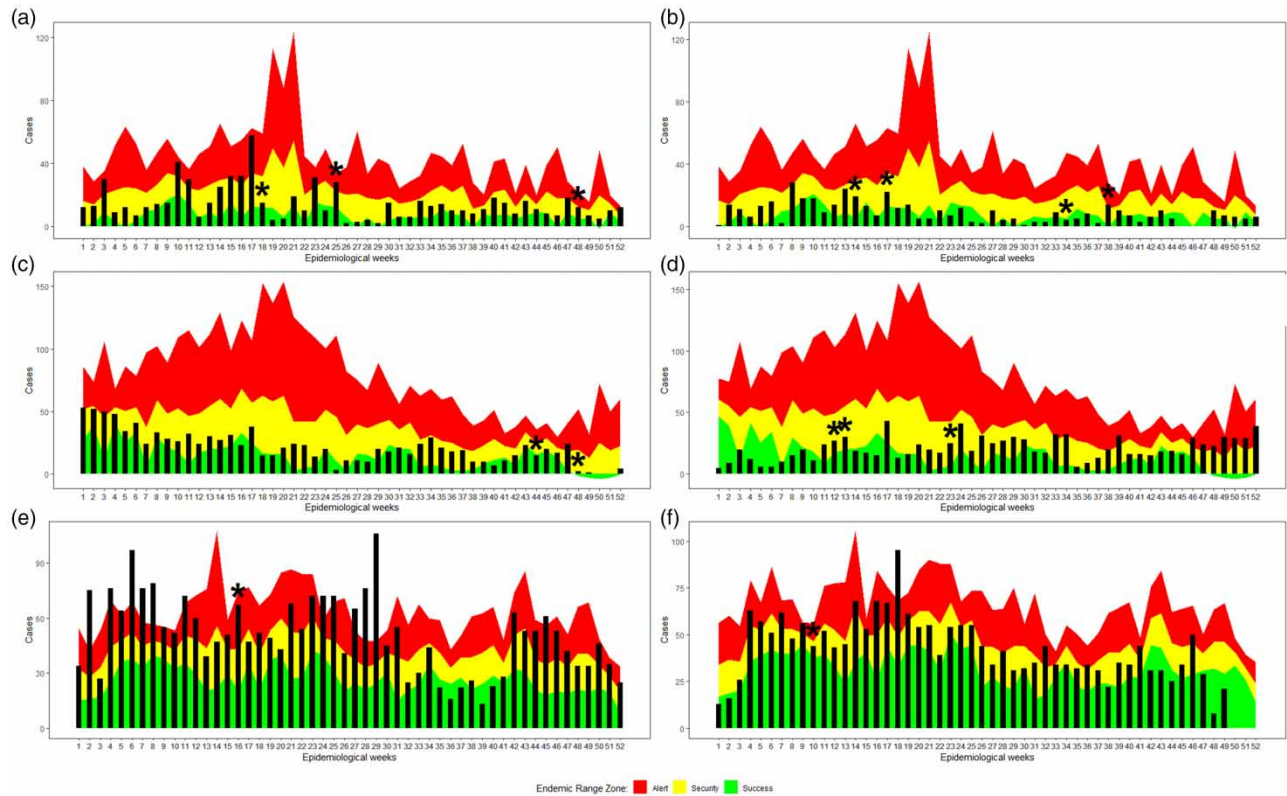 (a)
120
80
40
0
Cases
1 2 3 4 5 6 7 8 9 10 11 12 13 14 15 16 17 18 19 20 21 22 23 24 25 26 27 28 29 30 31 32 33 34 35 36 37 38 39 40 41 42 43 44 45 46 47 48 49 50 51 52
Epidemiological weeks
(b)
120
80
40
0
Cases
1 2 3 4 5 6 7 8 9 10 11 12 13 14 15 16 17 18 19 20 21 22 23 24 25 26 27 28 29 30 31 32 33 34 35 36 37 38 39 40 41 42 43 44 45 46 47 48 49 50 51 52
Epidemiological weeks
(c)
150
100
50
0
Cases
1 2 3 4 5 6 7 8 9 10 11 12 13 14 15 16 17 18 19 20 21 22 23 24 25 26 27 28 29 30 31 32 33 34 35 36 37 38 39 40 41 42 43 44 45 46 47 48 49 50 51 52
Epidemiological weeks
(d)
150
100
50
0
Cases
1 2 3 4 5 6 7 8 9 10 11 12 13 14 15 16 17 18 19 20 21 22 23 24 25 26 27 28 29 30 31 32 33 34 35 36 37 38 39 40 41 42 43 44 45 46 47 48 49 50 51 52
Epidemiological weeks
(e)
90
60
30
0
Cases
1 2 3 4 5 6 7 8 9 10 11 12 13 14 15 16 17 18 19 20 21 22 23 24 25 26 27 28 29 30 31 32 33 34 35 36 37 38 39 40 41 42 43 44 45 46 47 48 49 50 51 52
Epidemiological weeks
(f)
100
75
50
25
0
Cases
1 2 3 4 5 6 7 8 9 10 11 12 13 14 15 16 17 18 19 20 21 22 23 24 25 26 27 28 29 30 31 32 33 34 35 36 37 38 39 40 41 42 43 44 45 46 47 48 49 50 51 52
Epidemiological weeks
Endemic Range Zone: Alert Security Success